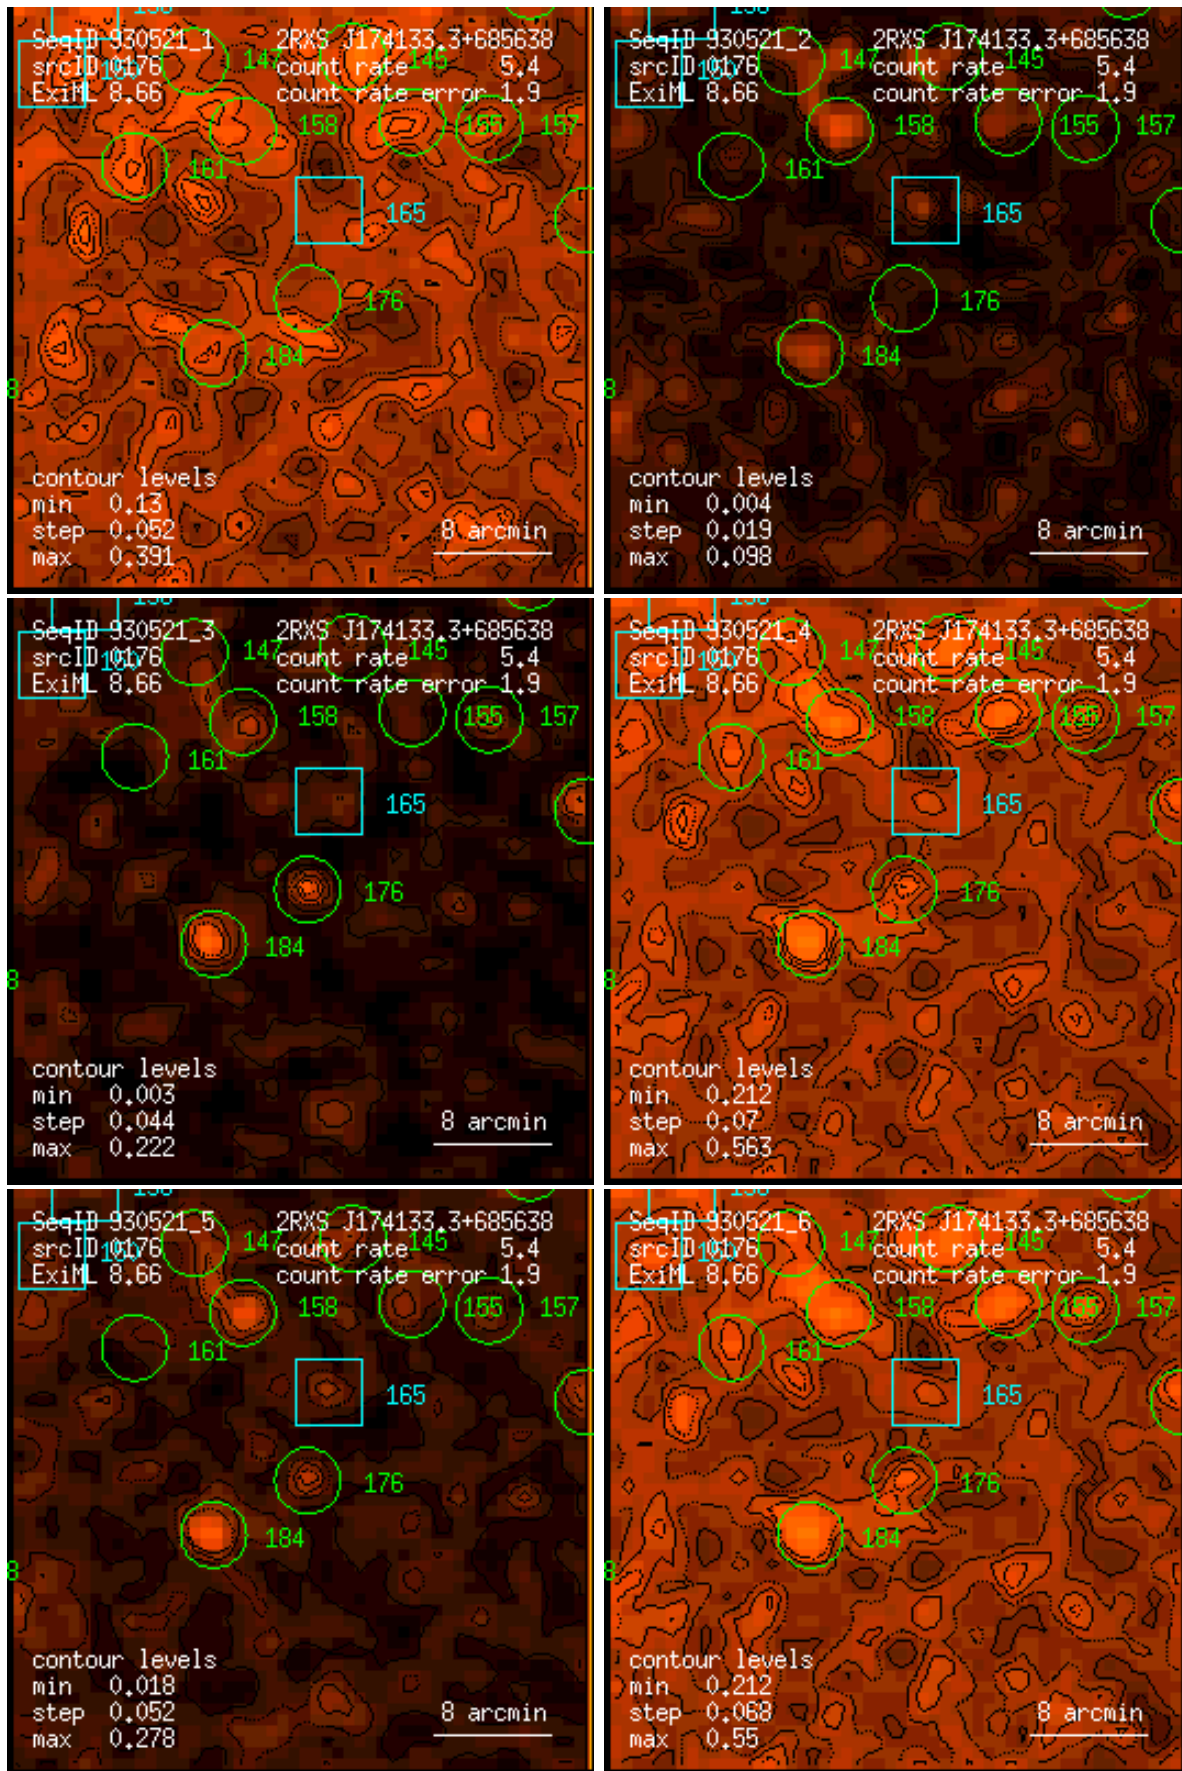 SeqID 930521_1 2RXS J174133.3+685638
srcID 0176 147 count rate 145 5.4
ExiML 8.66 count rate error 1.9
158 155 157
161
165
176
184
8
contour levels
min 0.13
step 0.052 8 arcmin
max 0.391
SeqID 930521_2 2RXS J174133.3+685638
srcID 0176 147 count rate 145 5.4
ExiML 8.66 count rate error 1.9
158 155 157
161
165
176
184
8
contour levels
min 0.004
step 0.019 8 arcmin
max 0.098
SeqID 930521_3 2RXS J174133.3+685638
srcID 0176 147 count rate 145 5.4
ExiML 8.66 count rate error 1.9
158 155 157
161
165
176
184
8
contour levels
min 0.003
step 0.044 8 arcmin
max 0.222
SeqID 930521_4 2RXS J174133.3+685638
srcID 0176 147 count rate 145 5.4
ExiML 8.66 count rate error 1.9
158 155 157
161
165
176
184
8
contour levels
min 0.212
step 0.07 8 arcmin
max 0.563
SeqID 930521_5 2RXS J174133.3+685638
srcID 0176 147 count rate 145 5.4
ExiML 8.66 count rate error 1.9
158 155 157
161
165
176
184
8
contour levels
min 0.018
step 0.052 8 arcmin
max 0.278
SeqID 930521_6 2RXS J174133.3+685638
srcID 0176 147 count rate 145 5.4
ExiML 8.66 count rate error 1.9
158 155 157
161
165
176
184
8
contour levels
min 0.212
step 0.068 8 arcmin
max 0.55